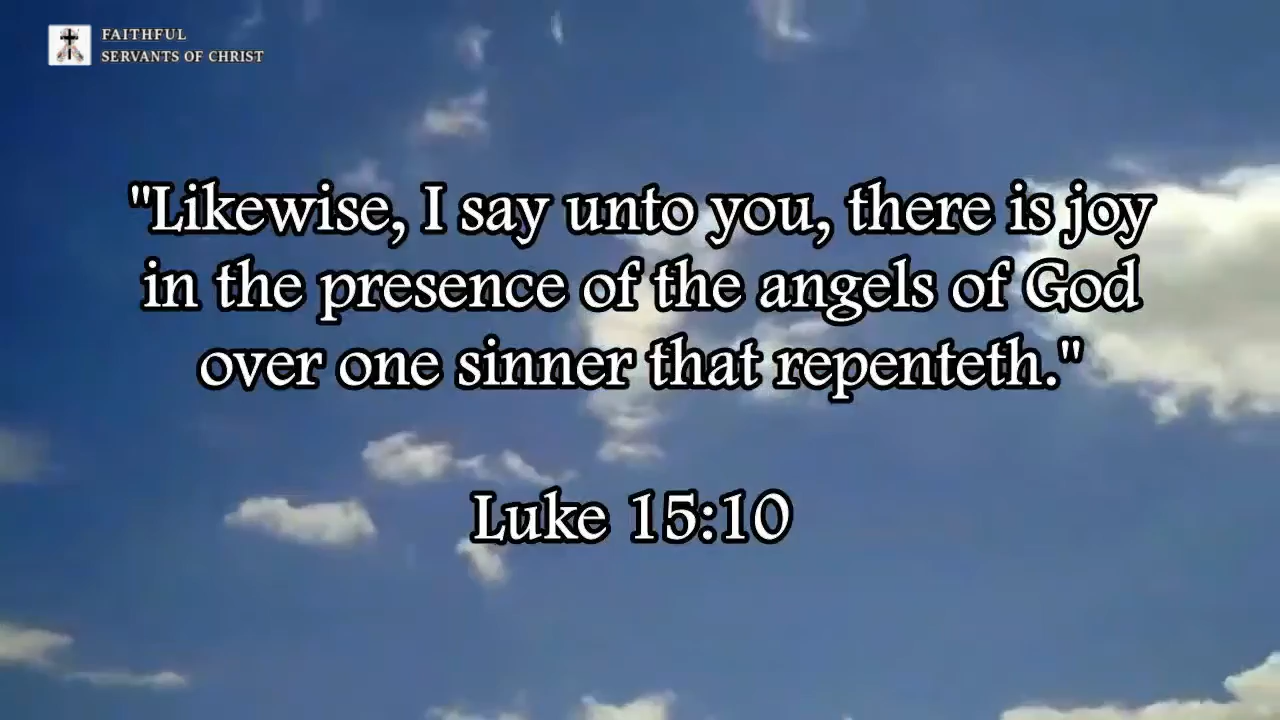 FAITHFUL
SERVANTS OF CHRIST
"Likewise, I say unto you, there is joy
in the presence of the angels of God
over one sinner that repenteth."
Luke 15:10